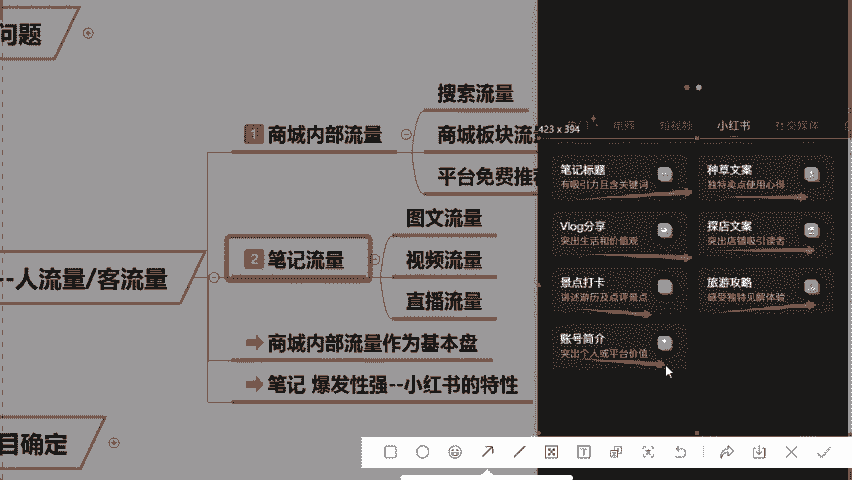 问题
1 商城内部流量
搜索流量
商城板块流
平台免费推荐
2 笔记流量
图文流量
视频流量
直播流量
--人流量/客流量
商城内部流量作为基本盘
笔记 爆发性强--小红书的特性
目确定
423 x 394
短视频
小红书
社交媒体
笔记标题
有吸引力且含关键词
种草文案
独特卖点使用心得
Vlog分享
突出生活和价值观
探店文案
突出店铺吸引读者
景点打卡
讲述游历及点评景点
旅游攻略
感受独特见解体验
账号简介
突出个人或平台价值